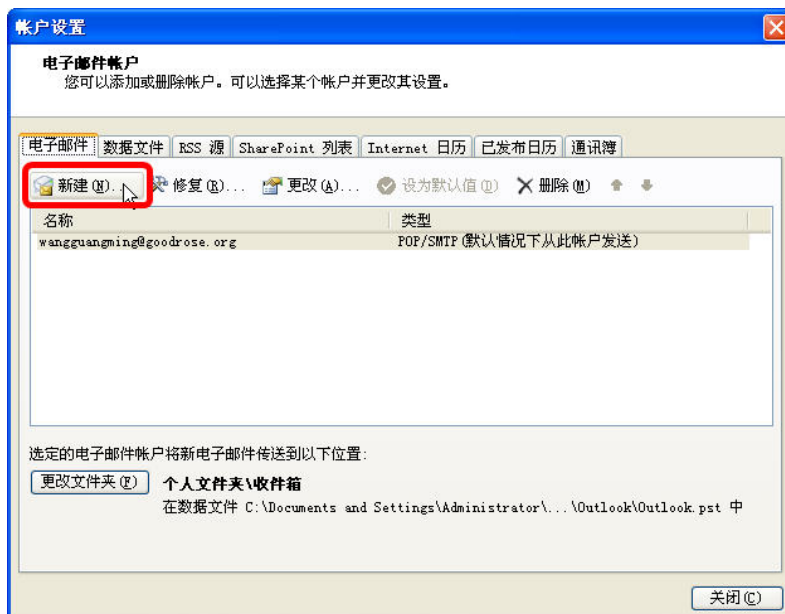 帐户设置
电子邮件帐户
您可以添加或删除帐户。可以选择某个帐户并更改其设置。
电子邮件 数据文件 RSS 源 SharePoint 列表 Internet 日历 已发布日历 通讯簿
新建(N)... 修复(R)... 更改(A)... 设为默认值(D) 删除(M)
名称 类型
wangguangming@goodrose.org POP/SMTP(默认情况下从此帐户发送)
选定的电子邮件帐户将新电子邮件传送到以下位置:
更改文件夹(F) 个人文件夹\收件箱
在数据文件 C:\Documents and Settings\Administrator\...\Outlook\Outlook.pst 中
关闭(C)